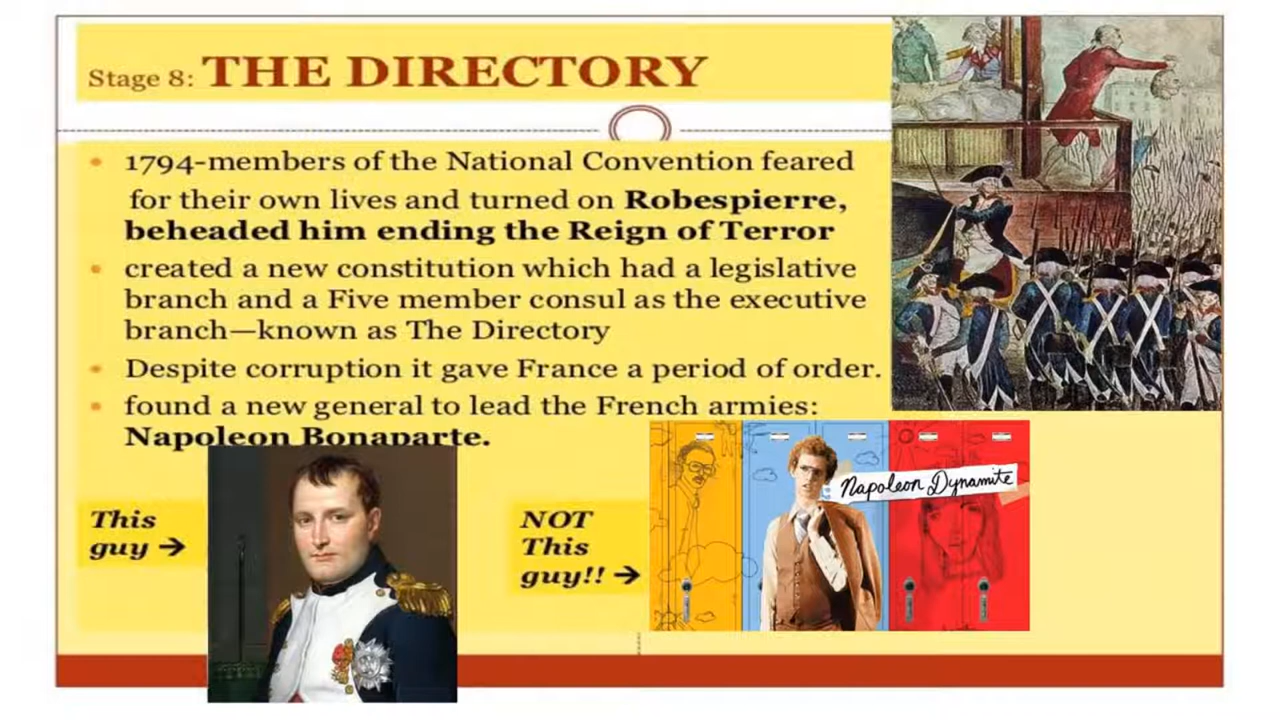 Stage 8: THE DIRECTORY
• 1794-members of the National Convention feared
for their own lives and turned on Robespierre,
beheaded him ending the Reign of Terror
• created a new constitution which had a legislative
branch and a Five member consul as the executive
branch—known as The Directory
• Despite corruption it gave France a period of order.
• found a new general to lead the French armies:
Napoleon Bonaparte.
This
guy →
NOT
This
guy!! →
Napoleon Dynamite